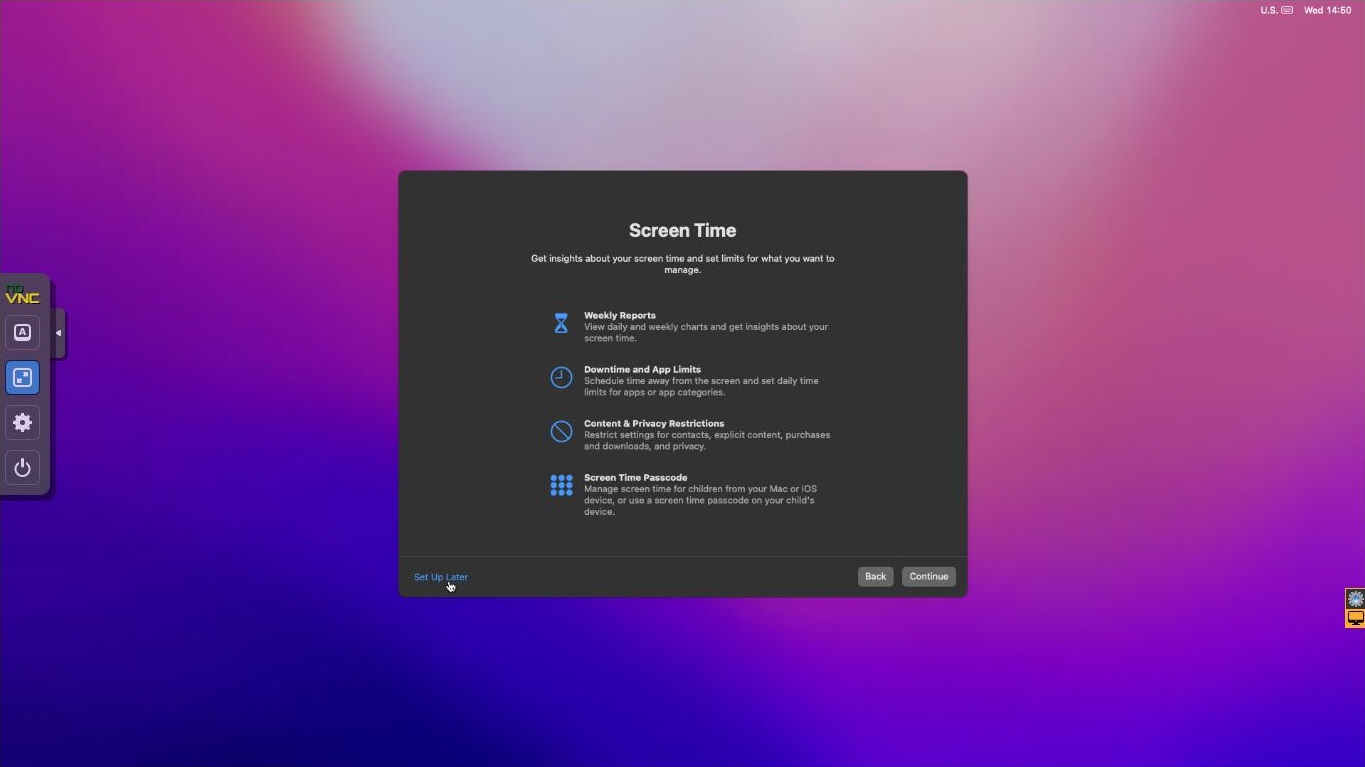 U.S.
Wed 14:50
Screen Time
Get insights about your screen time and set limits for what you want to
manage.
Weekly Reports
View daily and weekly charts and get insights about your
screen time.
Downtime and App Limits
Schedule time away from the screen and set daily time
limits for apps or app categories.
Content & Privacy Restrictions
Restrict settings for contacts, explicit content, purchases
and downloads, and privacy.
Screen Time Passcode
Manage screen time for children from your Mac or iOS
device, or use a screen time passcode on your child's
device.
Set Up Later
Back
Continue
no
VNC
A